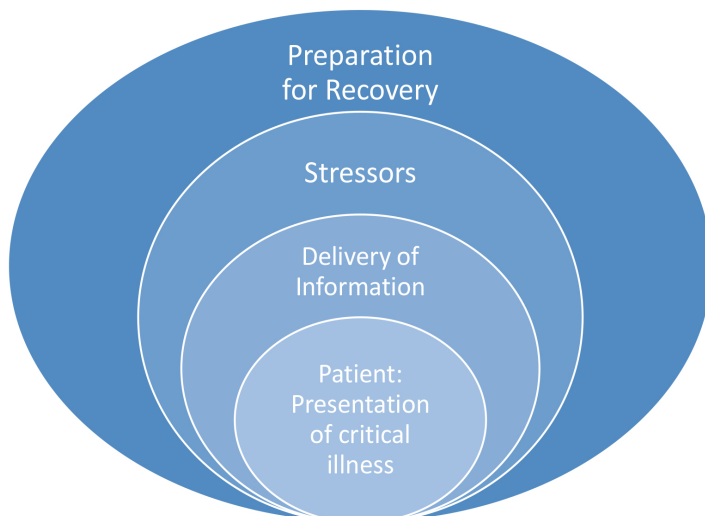 Preparation
for Recovery
Stressors
Delivery of
Information
Patient:
Presentation
of critical
illness